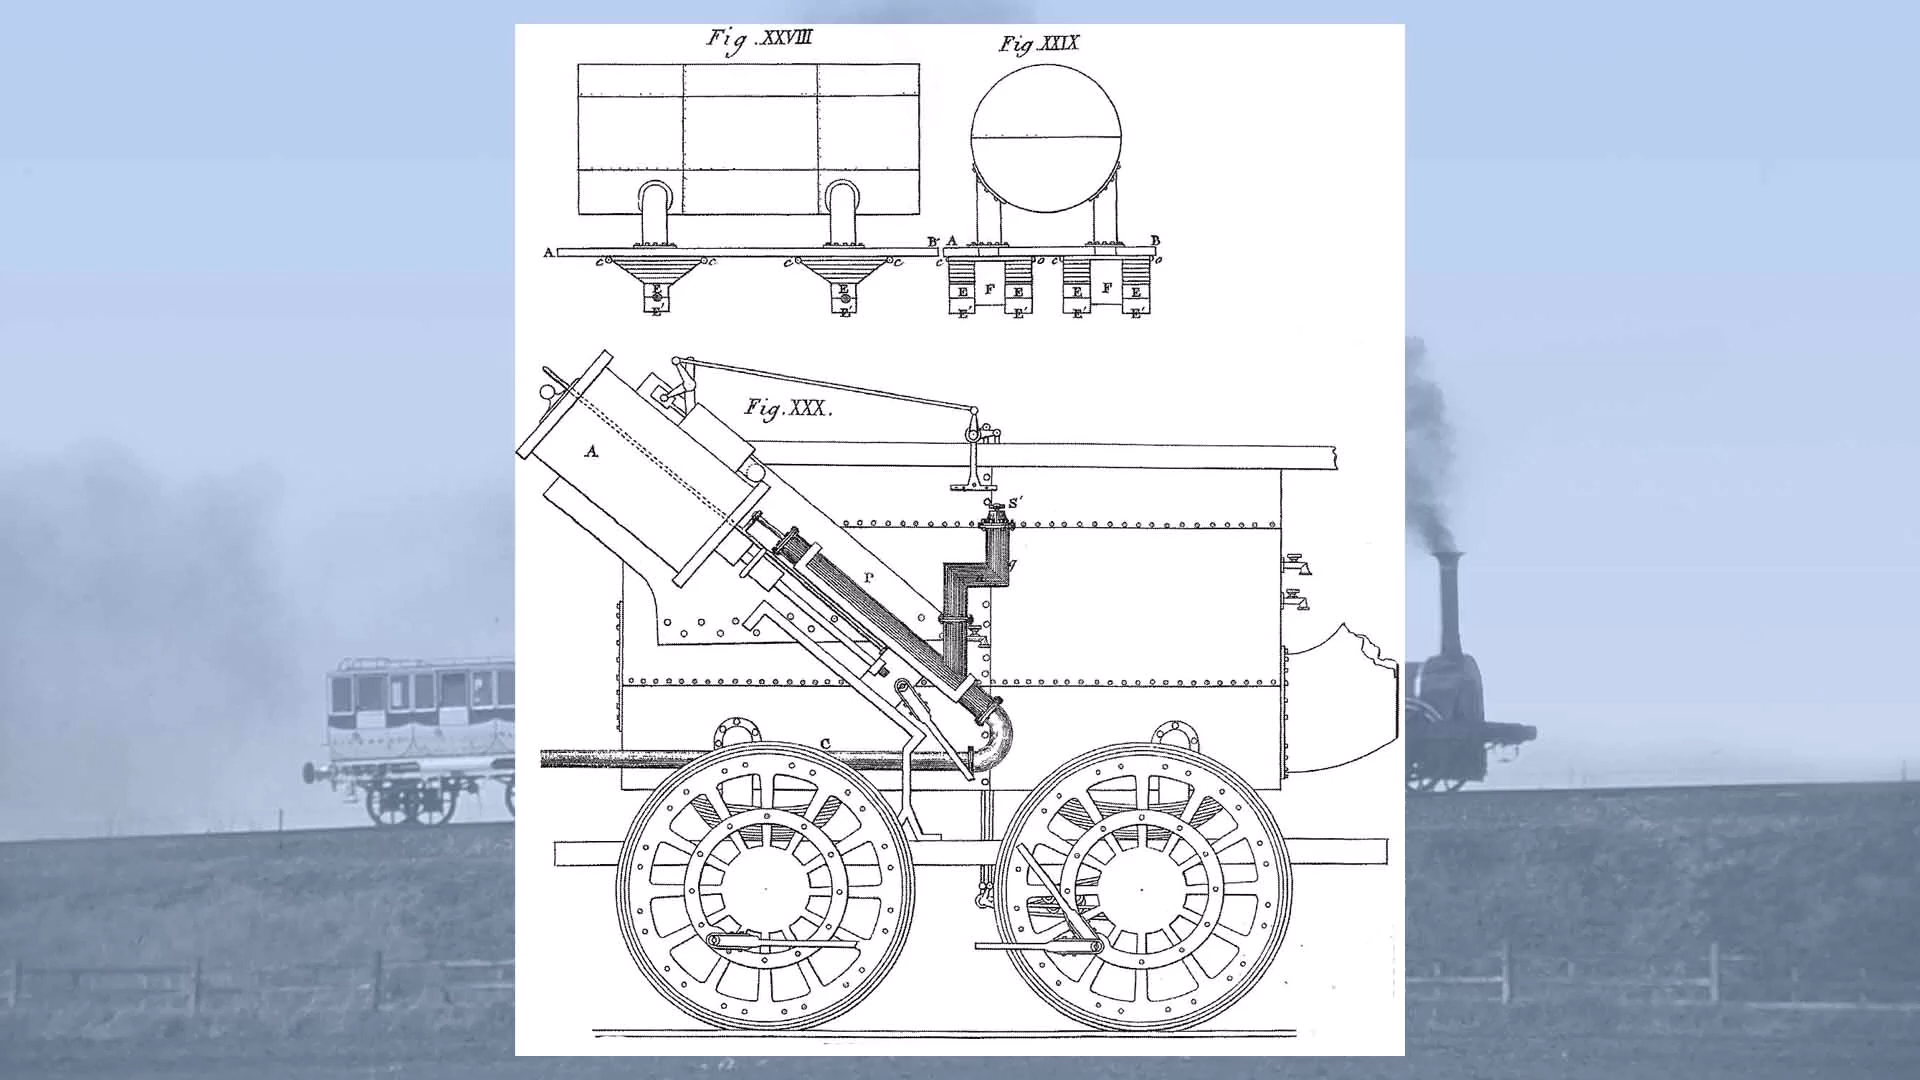 Fig. XXVIII
Fig. XXIX
A B' A B
c c c c c o c o
E E E F E E F E
E' E' E' E' E' E'
Fig. XXX.
A
S'
P
C